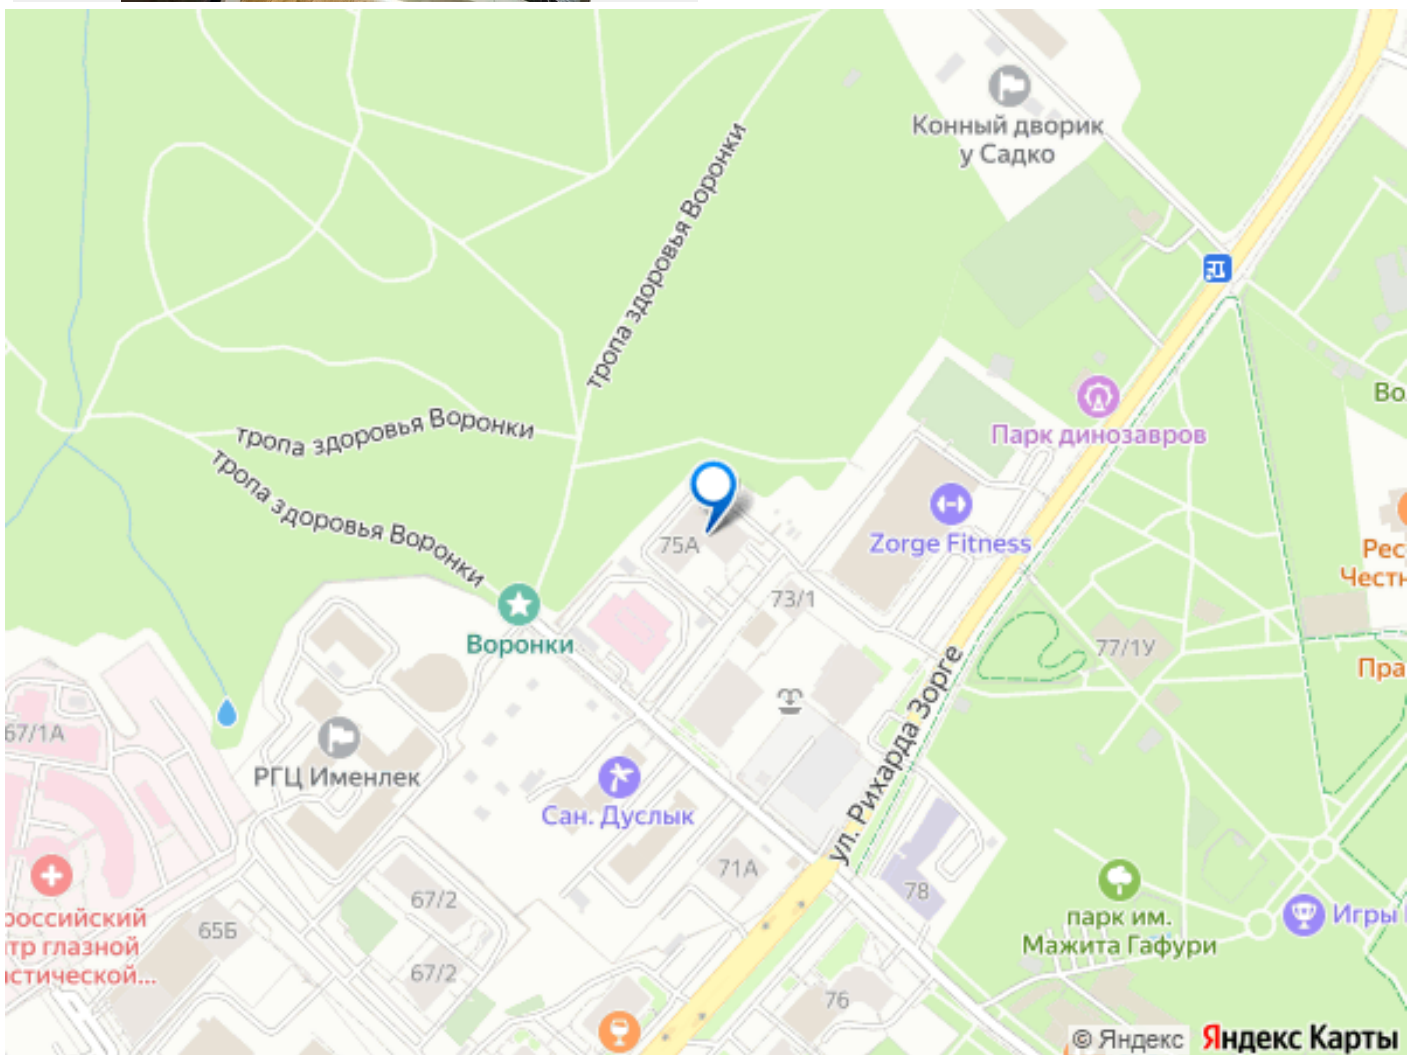 Конный дворик
у Садко
тропа здоровья Воронки
тропа здоровья Воронки
тропа здоровья Воронки
Парк динозавров
Zorge Fitness
75А
73/1
Воронки
77/1У
67/1А
РГЦ Именлек
Сан. Дуслык
ул. Рихарда Зорге
71А
78
67/2
65Б
67/2
76
парк им.
Мажита Гафури
Игры
© Яндекс Яндекс Карты